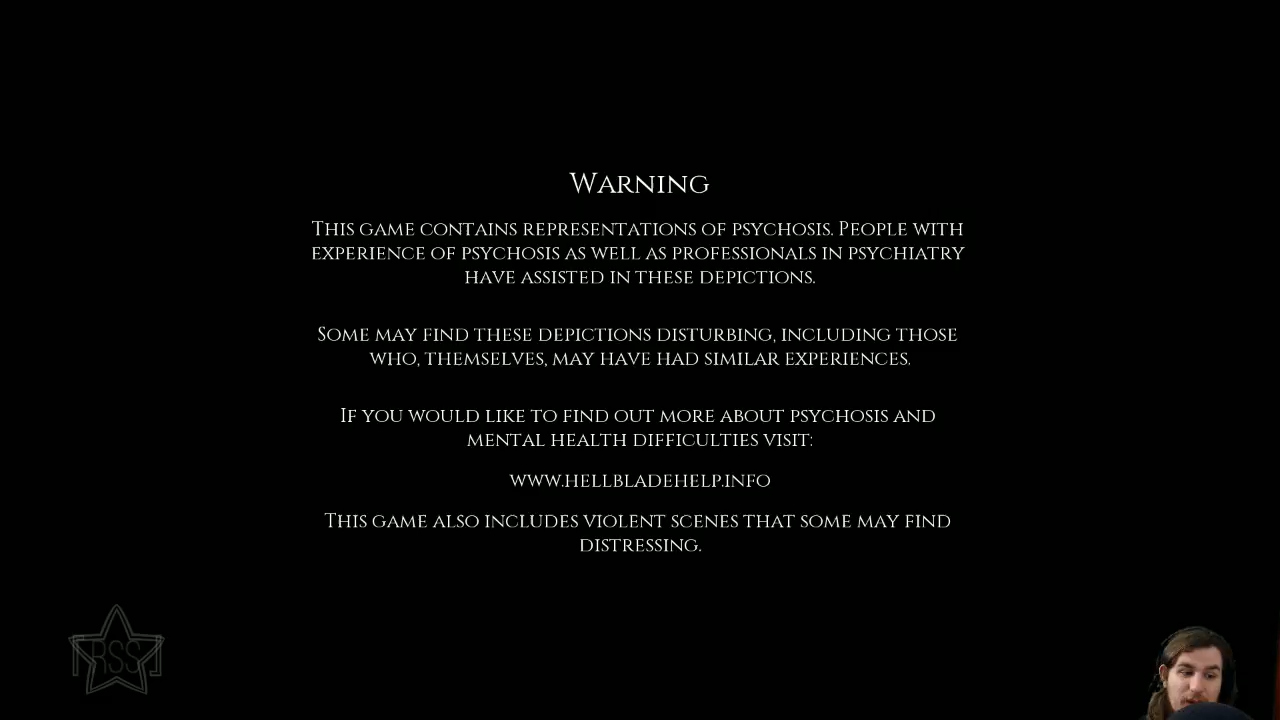 Warning
This game contains representations of psychosis. People with
experience of psychosis as well as professionals in psychiatry
have assisted in these depictions.
Some may find these depictions disturbing, including those
who, themselves, may have had similar experiences.
If you would like to find out more about psychosis and
mental health difficulties visit:
www.hellbladehelp.info
This game also includes violent scenes that some may find
distressing.
RSS